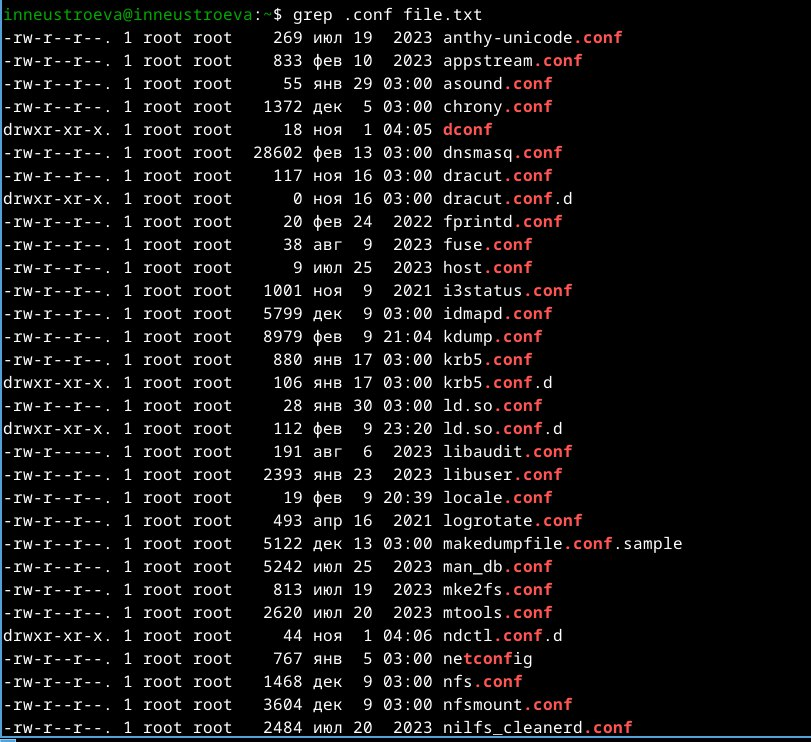 inneustroeva@inneustroeva:~$ grep .conf file.txt
-rw-r--r--. 1 root root    269 июл 19  2023 anthy-unicode.conf
-rw-r--r--. 1 root root    833 фев 10  2023 appstream.conf
-rw-r--r--. 1 root root     55 янв 29 03:00 asound.conf
-rw-r--r--. 1 root root   1372 дек  5 03:00 chrony.conf
drwxr-xr-x. 1 root root     18 ноя  1 04:05 dconf
-rw-r--r--. 1 root root  28602 фев 13 03:00 dnsmasq.conf
-rw-r--r--. 1 root root    117 ноя 16 03:00 dracut.conf
drwxr-xr-x. 1 root root      0 ноя 16 03:00 dracut.conf.d
-rw-r--r--. 1 root root     20 фев 24  2022 fprintd.conf
-rw-r--r--. 1 root root     38 авг  9  2023 fuse.conf
-rw-r--r--. 1 root root      9 июл 25  2023 host.conf
-rw-r--r--. 1 root root   1001 ноя  9  2021 i3status.conf
-rw-r--r--. 1 root root   5799 дек  9 03:00 idmapd.conf
-rw-r--r--. 1 root root   8979 фев  9 21:04 kdump.conf
-rw-r--r--. 1 root root    880 янв 17 03:00 krb5.conf
drwxr-xr-x. 1 root root    106 янв 17 03:00 krb5.conf.d
-rw-r--r--. 1 root root     28 янв 30 03:00 ld.so.conf
drwxr-xr-x. 1 root root    112 фев  9 23:20 ld.so.conf.d
-rw-r-----. 1 root root    191 авг  6  2023 libaudit.conf
-rw-r--r--. 1 root root   2393 янв 23  2023 libuser.conf
-rw-r--r--. 1 root root     19 фев  9 20:39 locale.conf
-rw-r--r--. 1 root root    493 апр 16  2021 logrotate.conf
-rw-r--r--. 1 root root   5122 дек 13 03:00 makedumpfile.conf.sample
-rw-r--r--. 1 root root   5242 июл 25  2023 man_db.conf
-rw-r--r--. 1 root root    813 июл 19  2023 mke2fs.conf
-rw-r--r--. 1 root root   2620 июл 20  2023 mtools.conf
drwxr-xr-x. 1 root root     44 ноя  1 04:06 ndctl.conf.d
-rw-r--r--. 1 root root    767 янв  5 03:00 netconfig
-rw-r--r--. 1 root root   1468 дек  9 03:00 nfs.conf
-rw-r--r--. 1 root root   3604 дек  9 03:00 nfsmount.conf
-rw-r--r--. 1 root root   2484 июл 20  2023 nilfs_cleanerd.conf